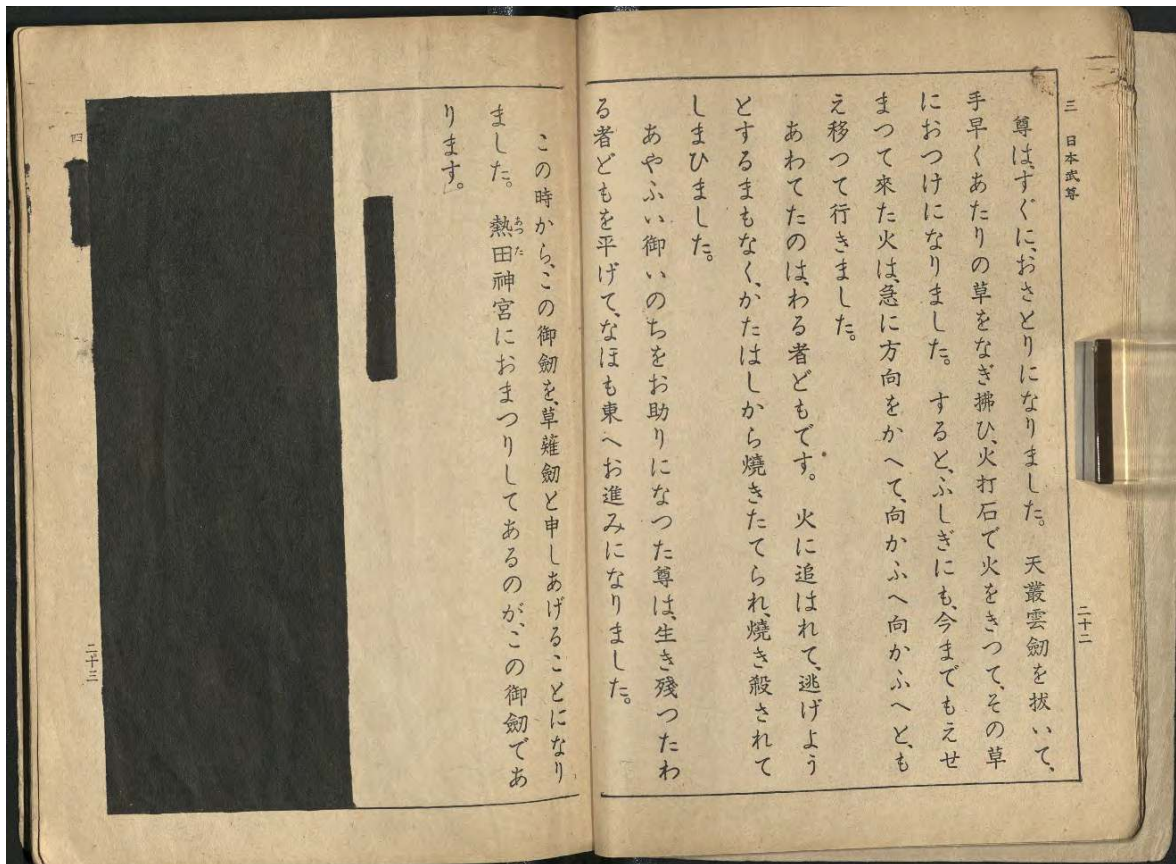 三 日本武尊
二十二
尊は、すぐに、おさとりになりました。 天叢雲劒を拔いて、
手早くあたりの草をなぎ拂ひ、火打石で火をきつて、その草
におつけになりました。 すると、ふしぎにも、今までもえせ
まつて來た火は、急に方向をかへて、向かふへ向かふへと、も
え移つて行きました。
あわてたのは、わる者どもです。 火に追はれて、逃げよう
とするまもなく、かたはしから燒きたてられ、燒き殺されて
しまひました。
あやふい御いのちをお助りになつた尊は、生き殘つたわ
る者どもを平げて、なほも東へお進みになりました。
この時から、この御劒を、草薙劒と申しあげることになり
ました。 熱田神宮におまつりしてあるのが、この御劒であ
あつた
ります。」
四
二十三